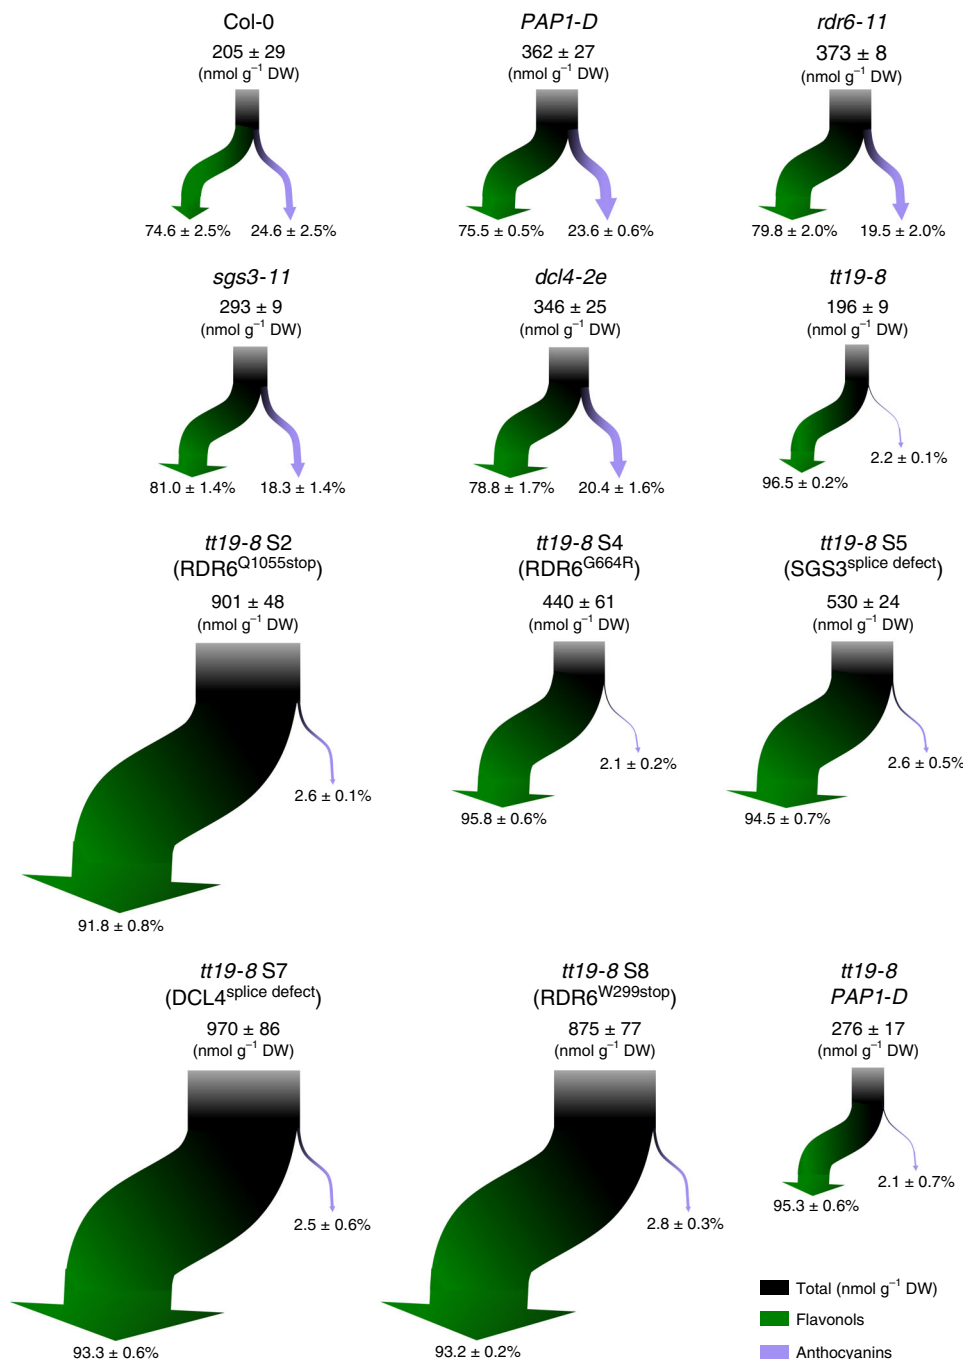 Col-0
205 ± 29
(nmol g⁻¹ DW)
74.6 ± 2.5%
24.6 ± 2.5%
PAP1-D
362 ± 27
(nmol g⁻¹ DW)
75.5 ± 0.5%
23.6 ± 0.6%
rdr6-11
373 ± 8
(nmol g⁻¹ DW)
79.8 ± 2.0%
19.5 ± 2.0%
sgs3-11
293 ± 9
(nmol g⁻¹ DW)
81.0 ± 1.4%
18.3 ± 1.4%
dcl4-2e
346 ± 25
(nmol g⁻¹ DW)
78.8 ± 1.7%
20.4 ± 1.6%
tt19-8
196 ± 9
(nmol g⁻¹ DW)
2.2 ± 0.1%
96.5 ± 0.2%
tt19-8 S2
(RDR6Q1055stop)
901 ± 48
(nmol g⁻¹ DW)
2.6 ± 0.1%
91.8 ± 0.8%
tt19-8 S4
(RDR6G664R)
440 ± 61
(nmol g⁻¹ DW)
2.1 ± 0.2%
95.8 ± 0.6%
tt19-8 S5
(SGS3splice defect)
530 ± 24
(nmol g⁻¹ DW)
2.6 ± 0.5%
94.5 ± 0.7%
tt19-8 S7
(DCL4splice defect)
970 ± 86
(nmol g⁻¹ DW)
2.5 ± 0.6%
93.3 ± 0.6%
tt19-8 S8
(RDR6W299stop)
875 ± 77
(nmol g⁻¹ DW)
2.8 ± 0.3%
93.2 ± 0.2%
tt19-8
PAP1-D
276 ± 17
(nmol g⁻¹ DW)
2.1 ± 0.7%
95.3 ± 0.6%
Total (nmol g⁻¹ DW)
Flavonols
Anthocyanins